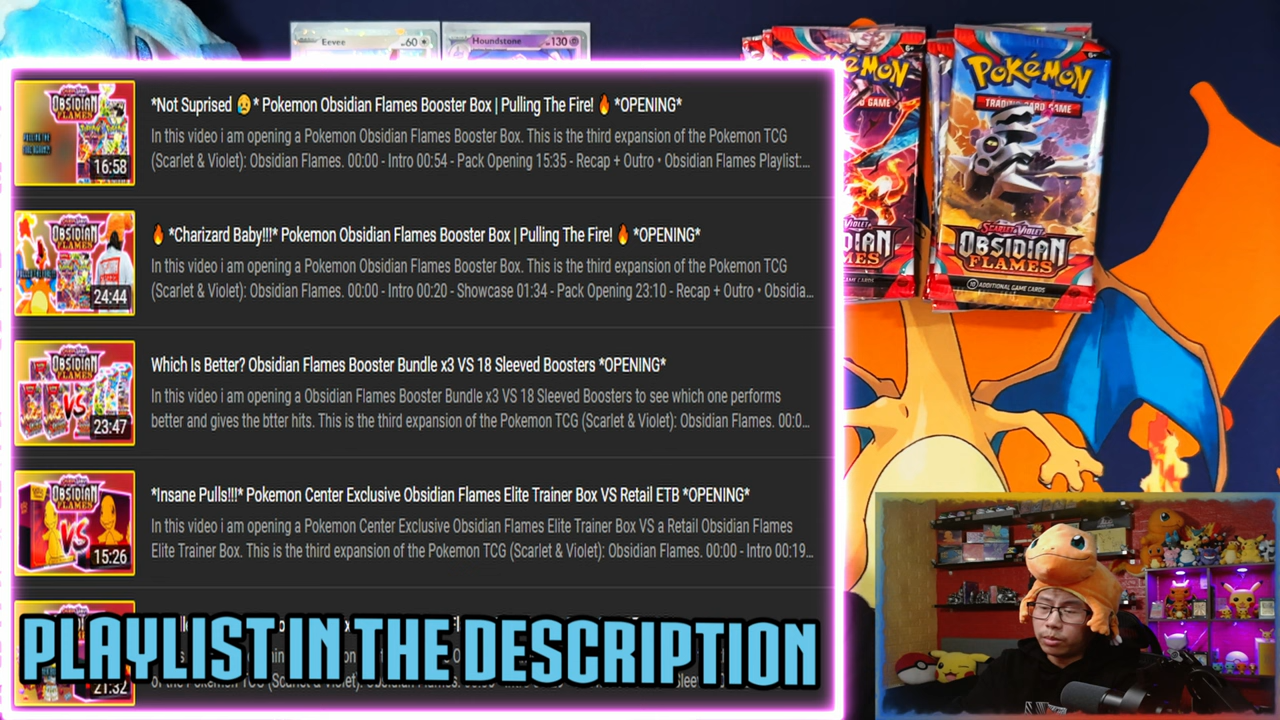 Eevee 60
Houndstone 130
OBSIDIAN FLAMES
16:58
*Not Suprised 😥* Pokemon Obsidian Flames Booster Box | Pulling The Fire! 🔥 *OPENING*
In this video i am opening a Pokemon Obsidian Flames Booster Box. This is the third expansion of the Pokemon TCG
(Scarlet & Violet): Obsidian Flames. 00:00 - Intro 00:54 - Pack Opening 15:35 - Recap + Outro • Obsidian Flames Playlist:...
OBSIDIAN FLAMES
24:44
🔥 *Charizard Baby!!!* Pokemon Obsidian Flames Booster Box | Pulling The Fire! 🔥 *OPENING*
In this video i am opening a Pokemon Obsidian Flames Booster Box. This is the third expansion of the Pokemon TCG
(Scarlet & Violet): Obsidian Flames. 00:00 - Intro 00:20 - Showcase 01:34 - Pack Opening 23:10 - Recap + Outro • Obsidia...
OBSIDIAN FLAMES
VS
23:47
Which Is Better? Obsidian Flames Booster Bundle x3 VS 18 Sleeved Boosters *OPENING*
In this video i am opening a Obsidian Flames Booster Bundle x3 VS 18 Sleeved Boosters to see which one performs
better and gives the btter hits. This is the third expansion of the Pokemon TCG (Scarlet & Violet): Obsidian Flames. 00:0...
OBSIDIAN FLAMES
VS
15:26
*Insane Pulls!!!* Pokemon Center Exclusive Obsidian Flames Elite Trainer Box VS Retail ETB *OPENING*
In this video i am opening a Pokemon Center Exclusive Obsidian Flames Elite Trainer Box VS a Retail Obsidian Flames
Elite Trainer Box. This is the third expansion of the Pokemon TCG (Scarlet & Violet): Obsidian Flames. 00:00 - Intro 00:19...
PLAYLIST IN THE DESCRIPTION
21:32
POKéMON
TRADING CARD GAME
SCARLET & VIOLET
OBSIDIAN
FLAMES
10 ADDITIONAL GAME CARDS